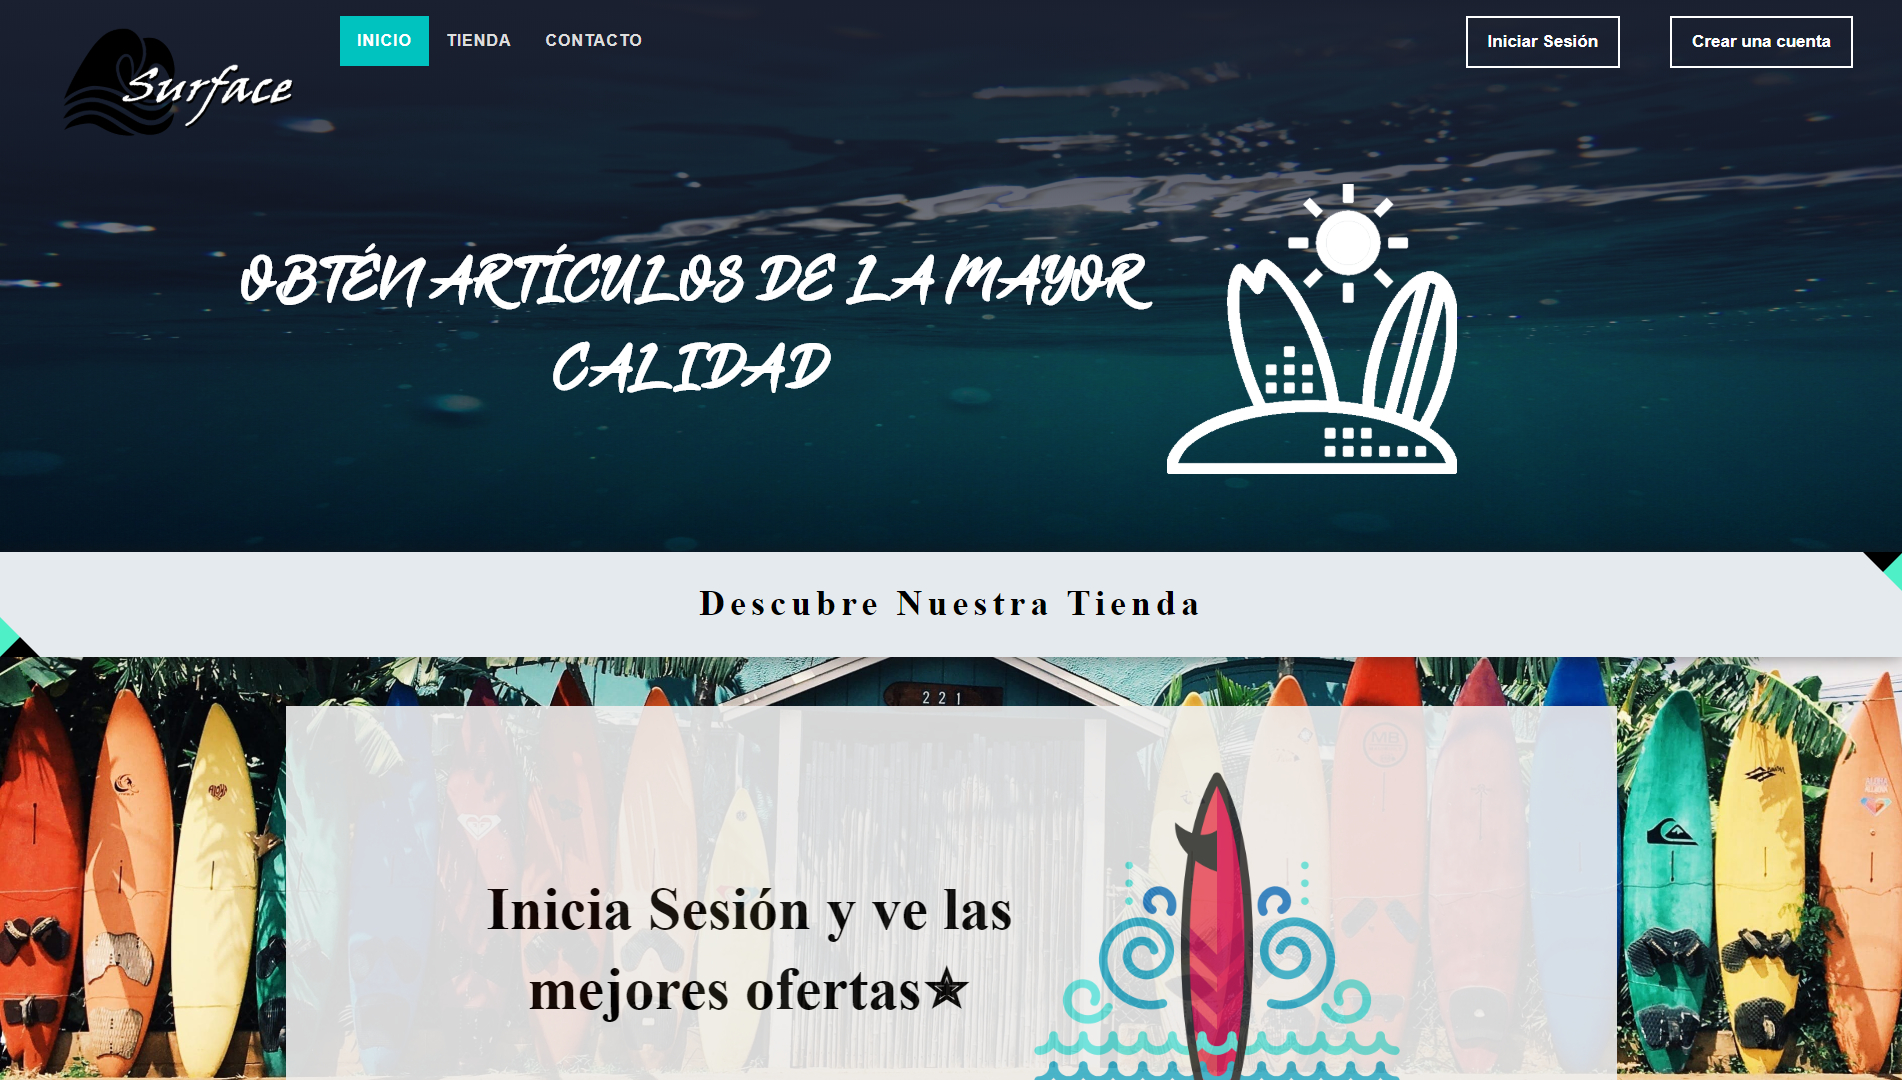 Surface
INICIO TIENDA CONTACTO
Iniciar Sesión
Crear una cuenta
OBTÉN ARTÍCULOS DE LA MAYOR
CALIDAD
Descubre Nuestra Tienda
221
MB
Inicia Sesión y ve las
mejores ofertas✮